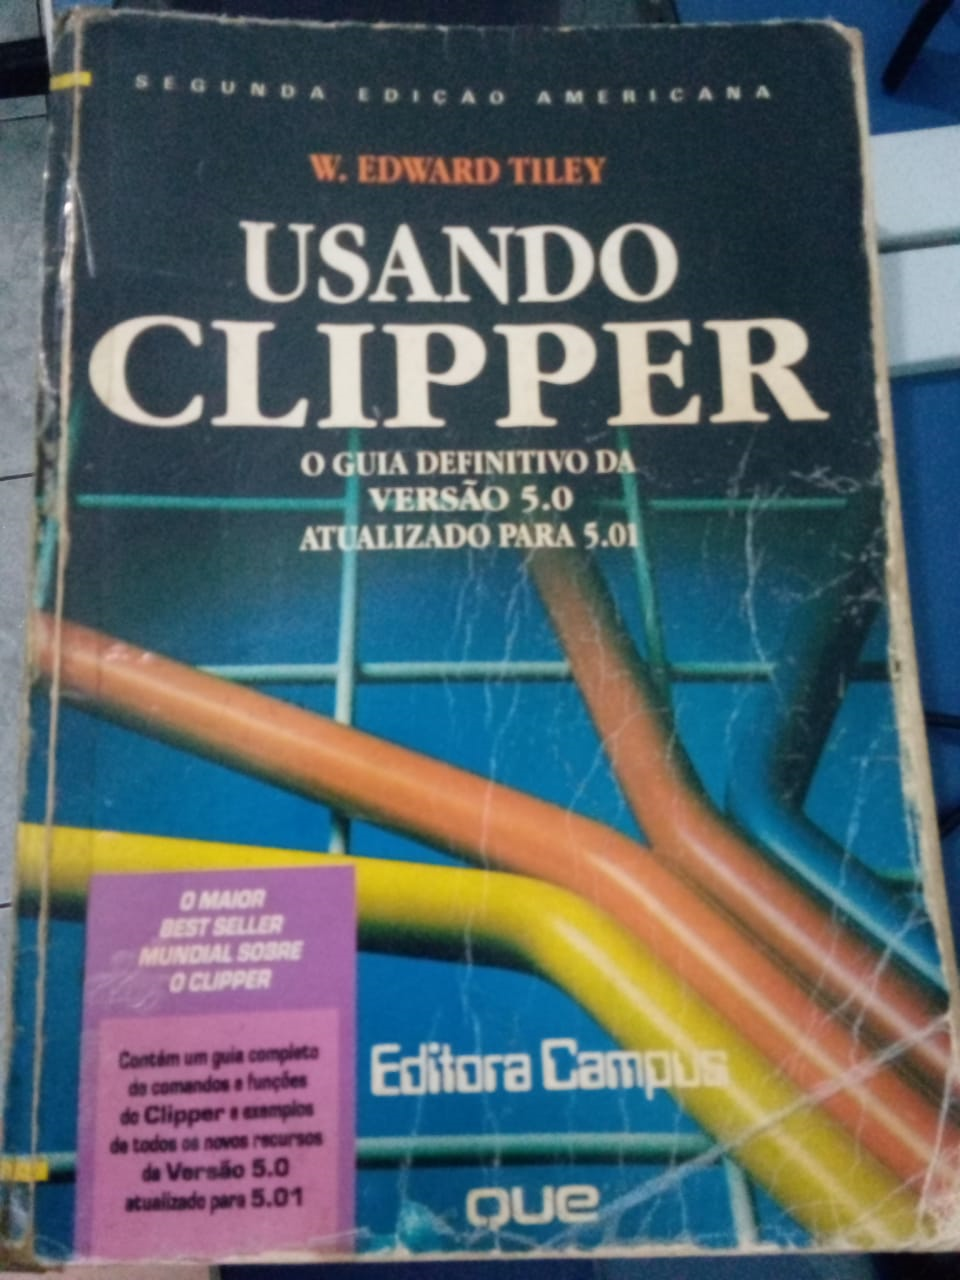 SEGUNDA EDIÇÃO AMERICANA
W. EDWARD TILEY
USANDO
CLIPPER
O GUIA DEFINITIVO DA
VERSÃO 5.0
ATUALIZADO PARA 5.01
O MAIOR
BEST SELLER
MUNDIAL SOBRE
O CLIPPER
Contém um guia completo
de comandos e funções
do Clipper e exemplos
de todos os novos recursos
da Versão 5.0
atualizado para 5.01
Editora Campus
QUE